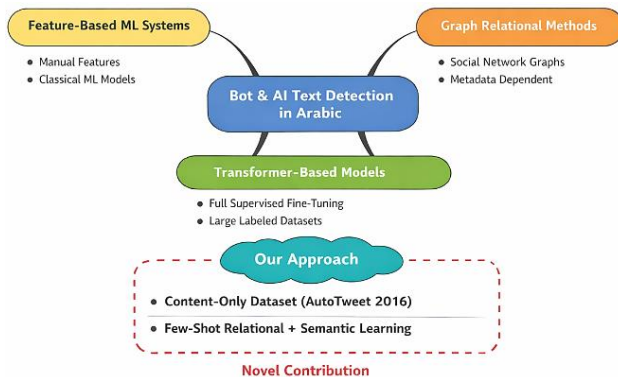 Feature-Based ML Systems
• Manual Features
• Classical ML Models
Graph Relational Methods
• Social Network Graphs
• Metadata Dependent
Bot & AI Text Detection
in Arabic
Transformer-Based Models
• Full Supervised Fine-Tuning
• Large Labeled Datasets
Our Approach
• Content-Only Dataset (AutoTweet 2016)
• Few-Shot Relational + Semantic Learning
Novel Contribution